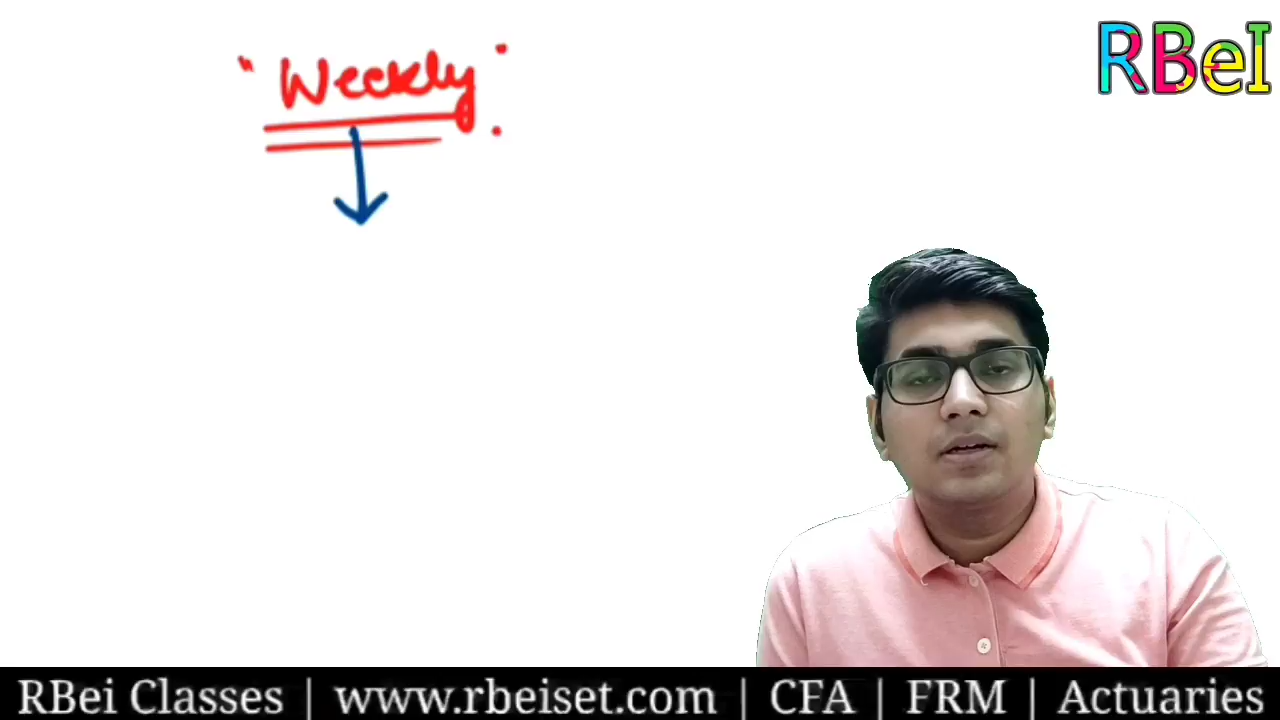 "Weekly"
RBeI
RBei Classes | www.rbeiset.com | CFA | FRM | Actuaries